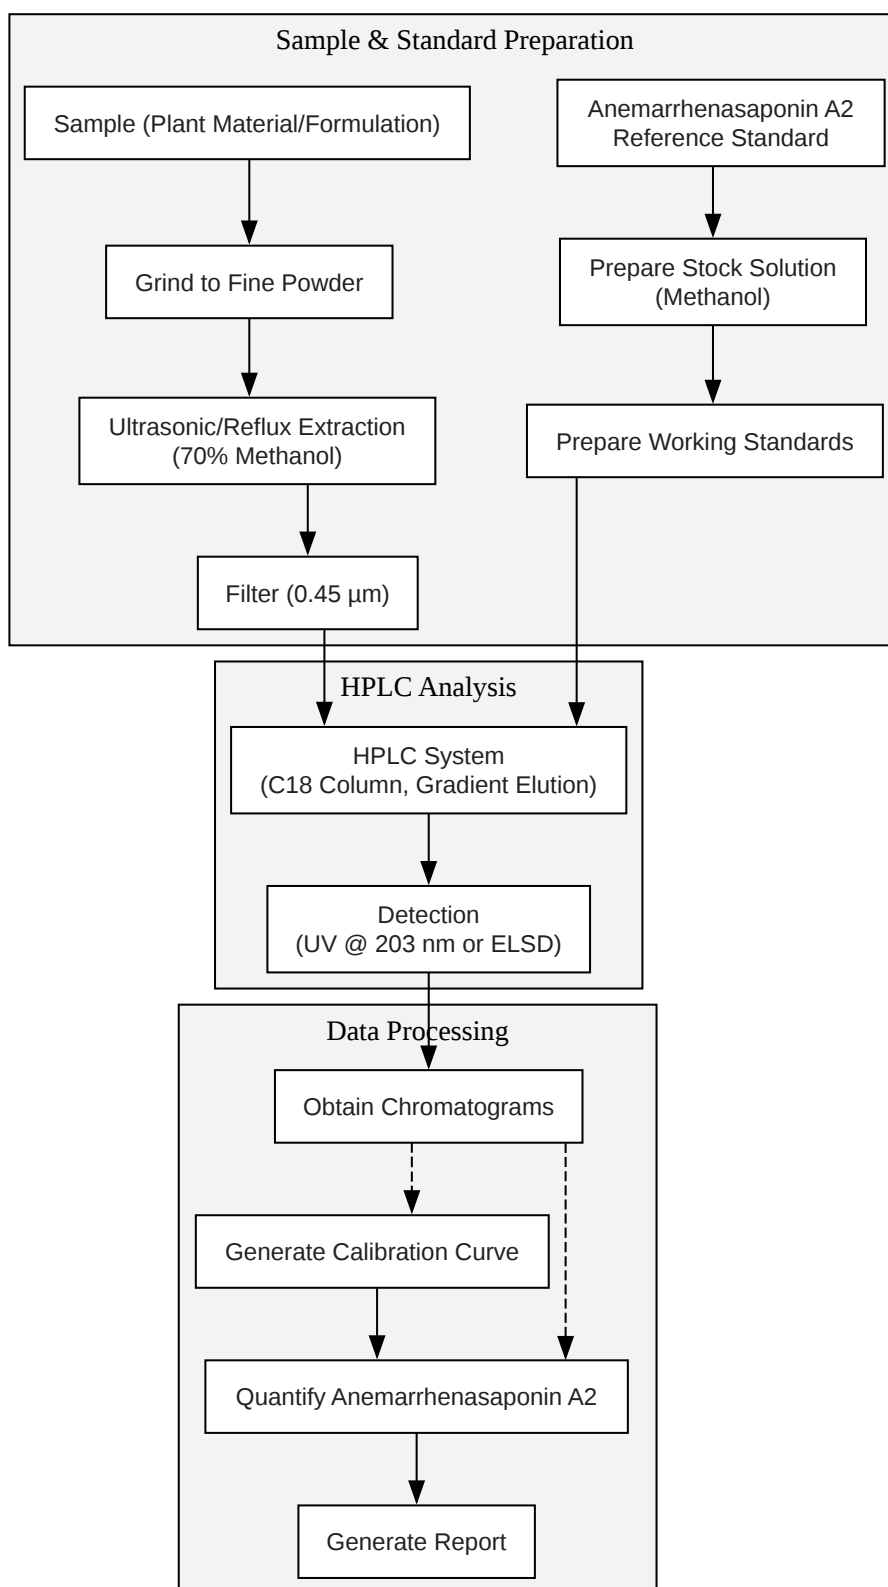 Sample & Standard Preparation
Sample (Plant Material/Formulation)
Anemarrhenasaponin A2
Reference Standard
Grind to Fine Powder
Prepare Stock Solution
(Methanol)
Ultrasonic/Reflux Extraction
(70% Methanol)
Prepare Working Standards
Filter (0.45 µm)
HPLC Analysis
HPLC System
(C18 Column, Gradient Elution)
Detection
(UV @ 203 nm or ELSD)
Data Processing
Obtain Chromatograms
Generate Calibration Curve
Quantify Anemarrhenasaponin A2
Generate Report